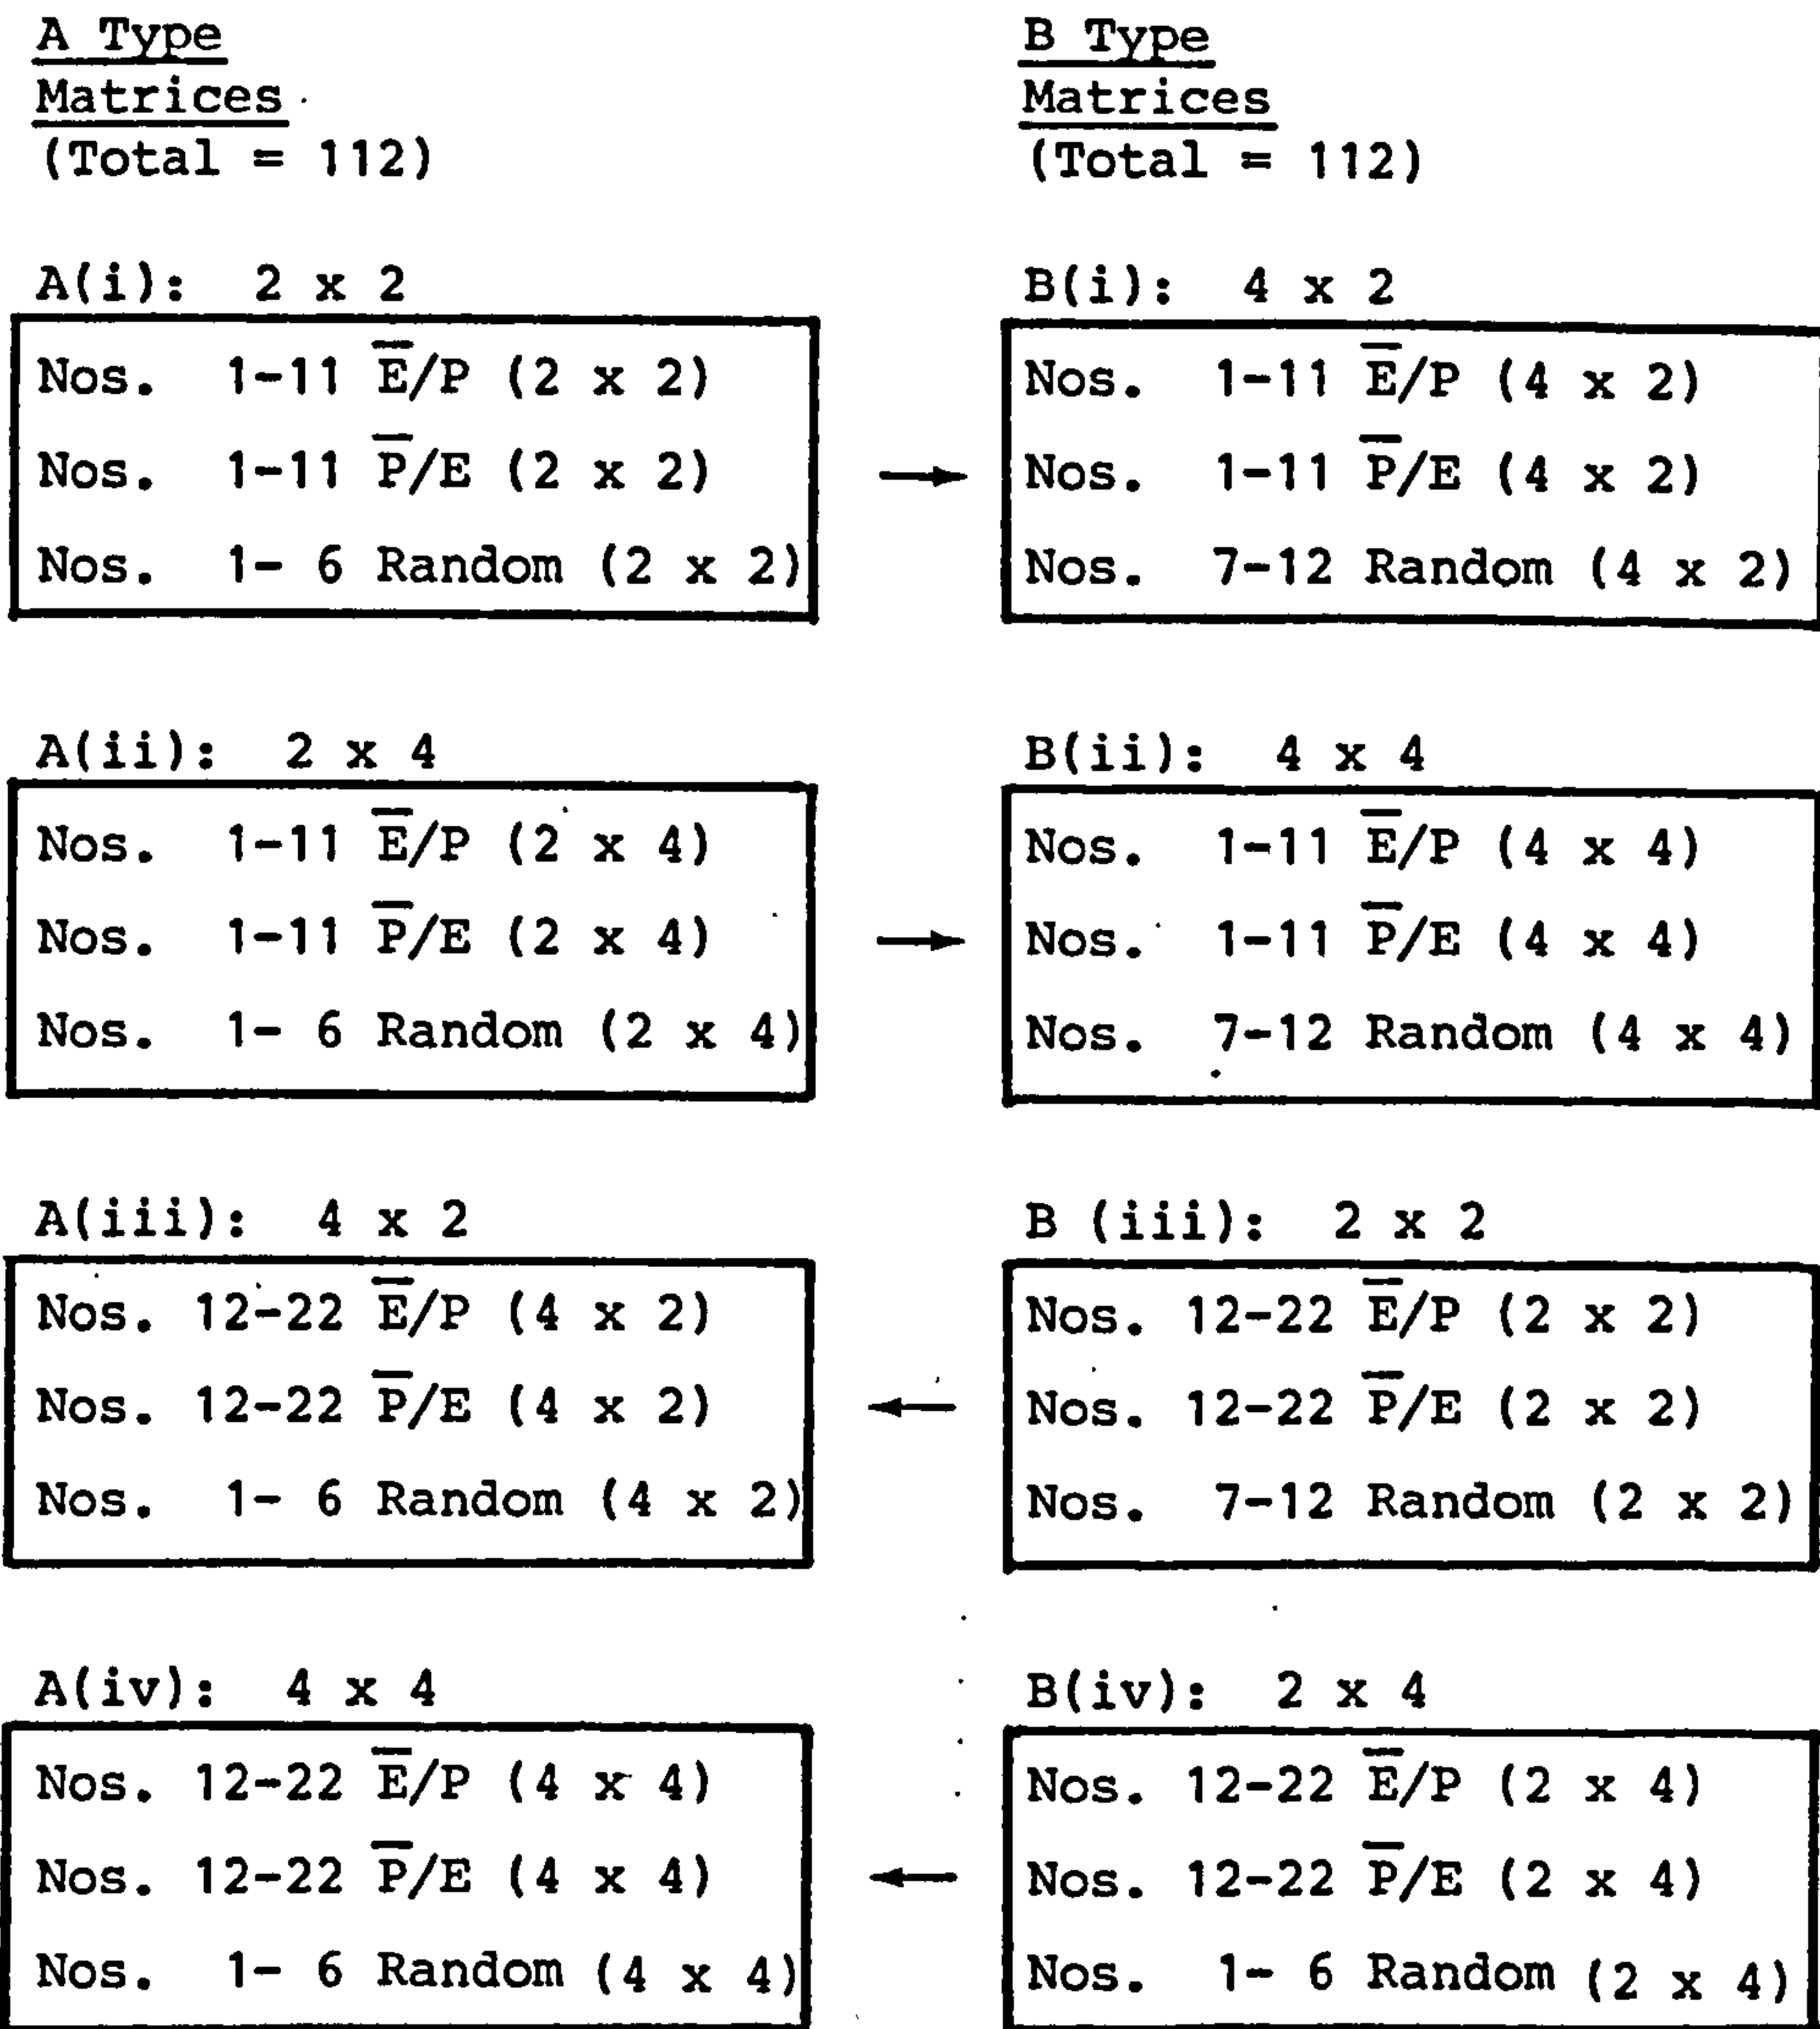 A Type
Matrices
(Total = 112)
A(i): 2 x 2
Nos. 1-11 E̅/P (2 x 2)
Nos. 1-11 P̅/E (2 x 2)
Nos. 1- 6 Random (2 x 2)
A(ii): 2 x 4
Nos. 1-11 E̅/P (2 x 4)
Nos. 1-11 P̅/E (2 x 4)
Nos. 1- 6 Random (2 x 4)
A(iii): 4 x 2
Nos. 12-22 E̅/P (4 x 2)
Nos. 12-22 P̅/E (4 x 2)
Nos. 1- 6 Random (4 x 2)
A(iv): 4 x 4
Nos. 12-22 E̅/P (4 x 4)
Nos. 12-22 P̅/E (4 x 4)
Nos. 1- 6 Random (4 x 4)
B Type
Matrices
(Total = 112)
B(i): 4 x 2
Nos. 1-11 E̅/P (4 x 2)
Nos. 1-11 P̅/E (4 x 2)
Nos. 7-12 Random (4 x 2)
B(ii): 4 x 4
Nos. 1-11 E̅/P (4 x 4)
Nos. 1-11 P̅/E (4 x 4)
Nos. 7-12 Random (4 x 4)
B (iii): 2 x 2
Nos. 12-22 E̅/P (2 x 2)
Nos. 12-22 P̅/E (2 x 2)
Nos. 7-12 Random (2 x 2)
B(iv): 2 x 4
Nos. 12-22 E̅/P (2 x 4)
Nos. 12-22 P̅/E (2 x 4)
Nos. 1- 6 Random (2 x 4)